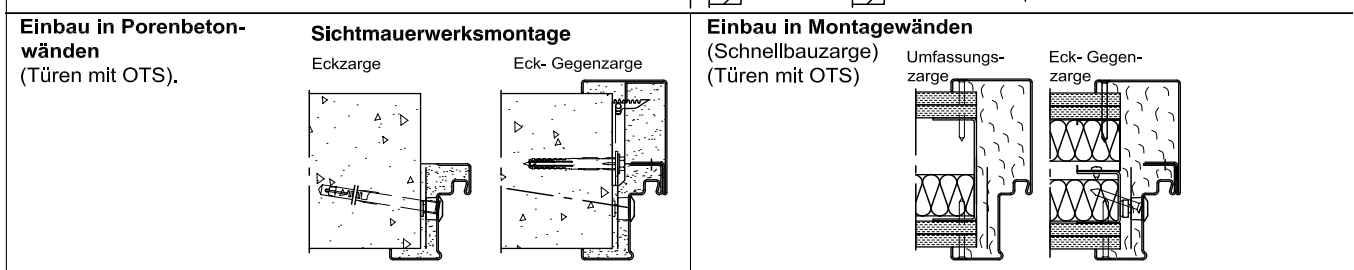 Einbau in Porenbeton-
wänden
(Türen mit OTS).
Sichtmauerwerksmontage
Eckzarge
Eck- Gegenzarge
Einbau in Montagewänden
(Schnellbauzarge)
(Türen mit OTS)
Umfassungs-
zarge
Eck- Gegen-
zarge